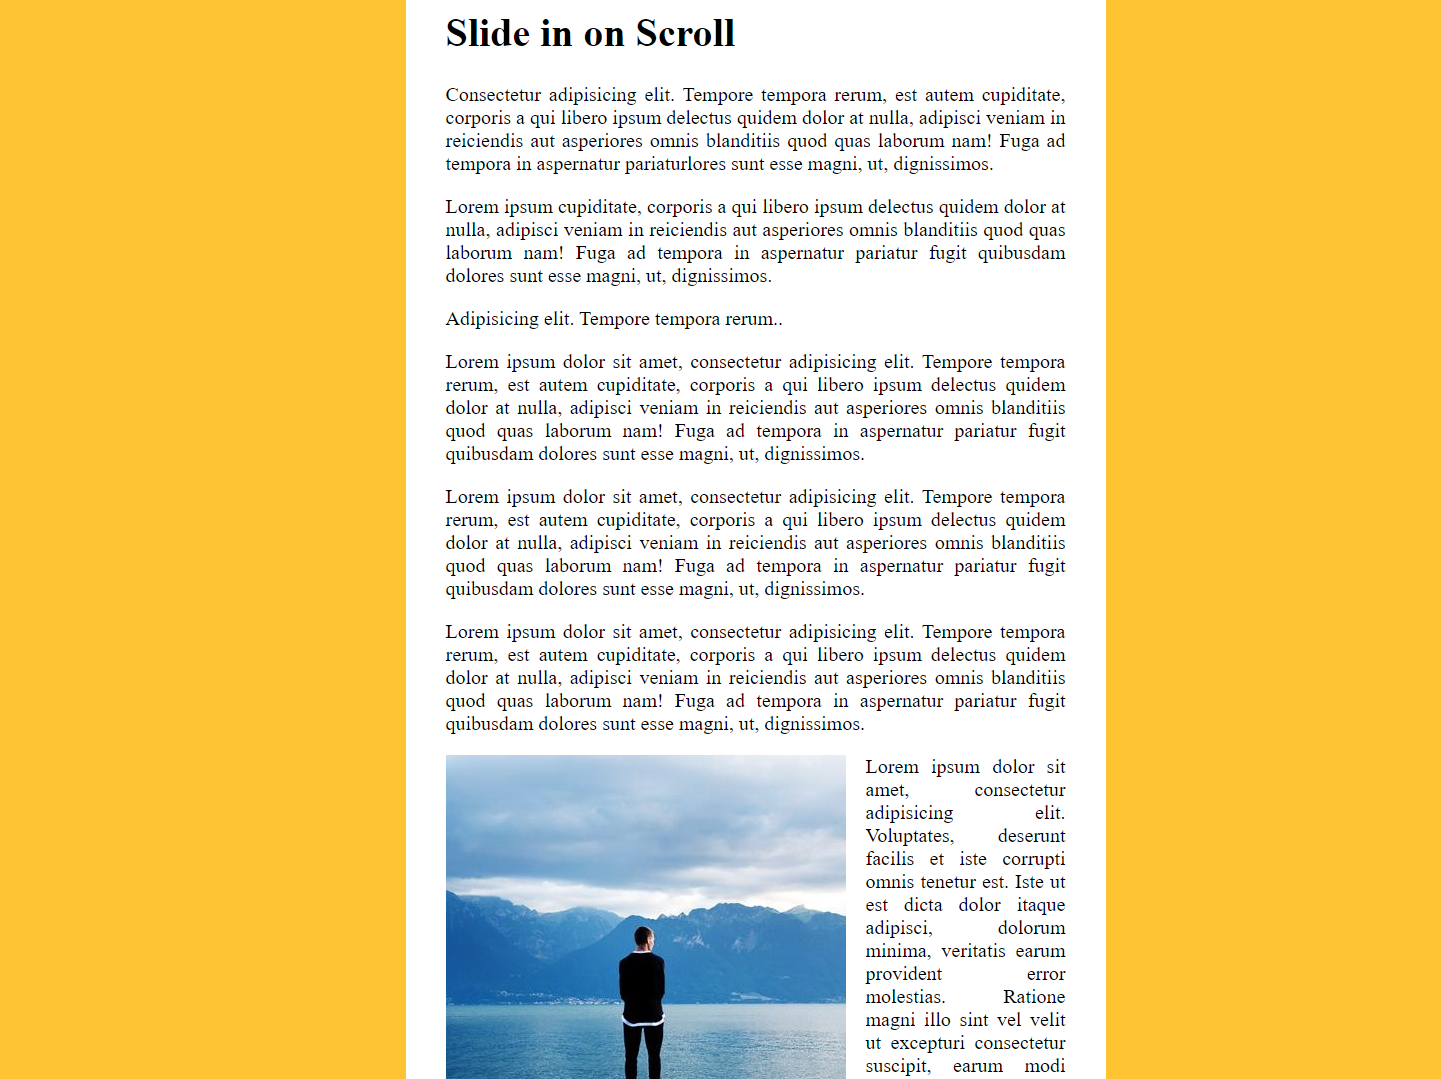 Slide in on Scroll
Consectetur adipisicing elit. Tempore tempora rerum, est autem cupiditate,
corporis a qui libero ipsum delectus quidem dolor at nulla, adipisci veniam in
reiciendis aut asperiores omnis blanditiis quod quas laborum nam! Fuga ad
tempora in aspernatur pariaturlores sunt esse magni, ut, dignissimos.
Lorem ipsum cupiditate, corporis a qui libero ipsum delectus quidem dolor at
nulla, adipisci veniam in reiciendis aut asperiores omnis blanditiis quod quas
laborum nam! Fuga ad tempora in aspernatur pariatur fugit quibusdam
dolores sunt esse magni, ut, dignissimos.
Adipisicing elit. Tempore tempora rerum..
Lorem ipsum dolor sit amet, consectetur adipisicing elit. Tempore tempora
rerum, est autem cupiditate, corporis a qui libero ipsum delectus quidem
dolor at nulla, adipisci veniam in reiciendis aut asperiores omnis blanditiis
quod quas laborum nam! Fuga ad tempora in aspernatur pariatur fugit
quibusdam dolores sunt esse magni, ut, dignissimos.
Lorem ipsum dolor sit amet, consectetur adipisicing elit. Tempore tempora
rerum, est autem cupiditate, corporis a qui libero ipsum delectus quidem
dolor at nulla, adipisci veniam in reiciendis aut asperiores omnis blanditiis
quod quas laborum nam! Fuga ad tempora in aspernatur pariatur fugit
quibusdam dolores sunt esse magni, ut, dignissimos.
Lorem ipsum dolor sit amet, consectetur adipisicing elit. Tempore tempora
rerum, est autem cupiditate, corporis a qui libero ipsum delectus quidem
dolor at nulla, adipisci veniam in reiciendis aut asperiores omnis blanditiis
quod quas laborum nam! Fuga ad tempora in aspernatur pariatur fugit
quibusdam dolores sunt esse magni, ut, dignissimos.
Lorem ipsum dolor sit
amet, consectetur
adipisicing elit.
Voluptates, deserunt
facilis et iste corrupti
omnis tenetur est. Iste ut
est dicta dolor itaque
adipisci, dolorum
minima, veritatis earum
provident error
molestias. Ratione
magni illo sint vel velit
ut excepturi consectetur
suscipit, earum modi